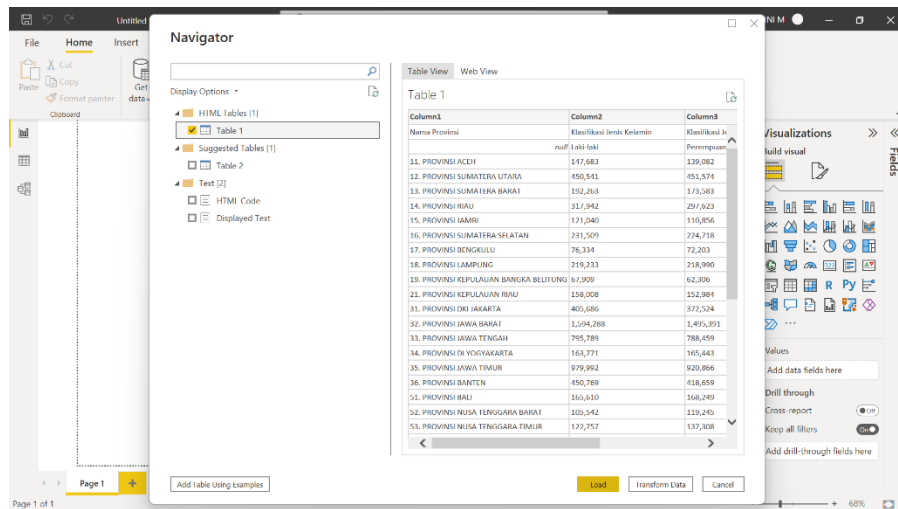 Untitled
NI M
File
Home
Insert
Paste
Cut
Copy
Format painter
Clipboard
Get
data
Navigator
Display Options
HTML Tables [1]
Table 1
Suggested Tables [1]
Table 2
Text [2]
HTML Code
Displayed Text
Table View Web View
Table 1
Column1 Column2 Column3
Nama Provinsi Klasifikasi Jenis Kelamin Klasifikasi Je
null Laki-laki Perempuan
11. PROVINSI ACEH 147,683 139,082
12. PROVINSI SUMATERA UTARA 450,541 451,574
13. PROVINSI SUMATERA BARAT 192,263 173,583
14. PROVINSI RIAU 317,942 297,623
15. PROVINSI JAMBI 121,040 110,856
16. PROVINSI SUMATERA SELATAN 231,509 224,718
17. PROVINSI BENGKULU 76,334 72,203
18. PROVINSI LAMPUNG 219,233 218,990
19. PROVINSI KEPULAUAN BANGKA BELITUNG 67,909 62,306
21. PROVINSI KEPULAUAN RIAU 158,008 152,984
31. PROVINSI DKI JAKARTA 405,686 372,524
32. PROVINSI JAWA BARAT 1,594,288 1,495,391
33. PROVINSI JAWA TENGAH 795,789 788,459
34. PROVINSI DI YOGYAKARTA 163,771 165,443
35. PROVINSI JAWA TIMUR 979,992 920,866
36. PROVINSI BANTEN 450,769 418,659
51. PROVINSI BALI 165,610 168,249
52. PROVINSI NUSA TENGGARA BARAT 105,542 119,245
53. PROVINSI NUSA TENGGARA TIMUR 122,757 137,308
Add Table Using Examples
Load
Transform Data
Cancel
Visualizations
Build visual
Fields
R
Py
Values
Add data fields here
Drill through
Cross-report
Off
Keep all filters
On
Add drill-through fields here
Page 1
Page 1 of 1
68%